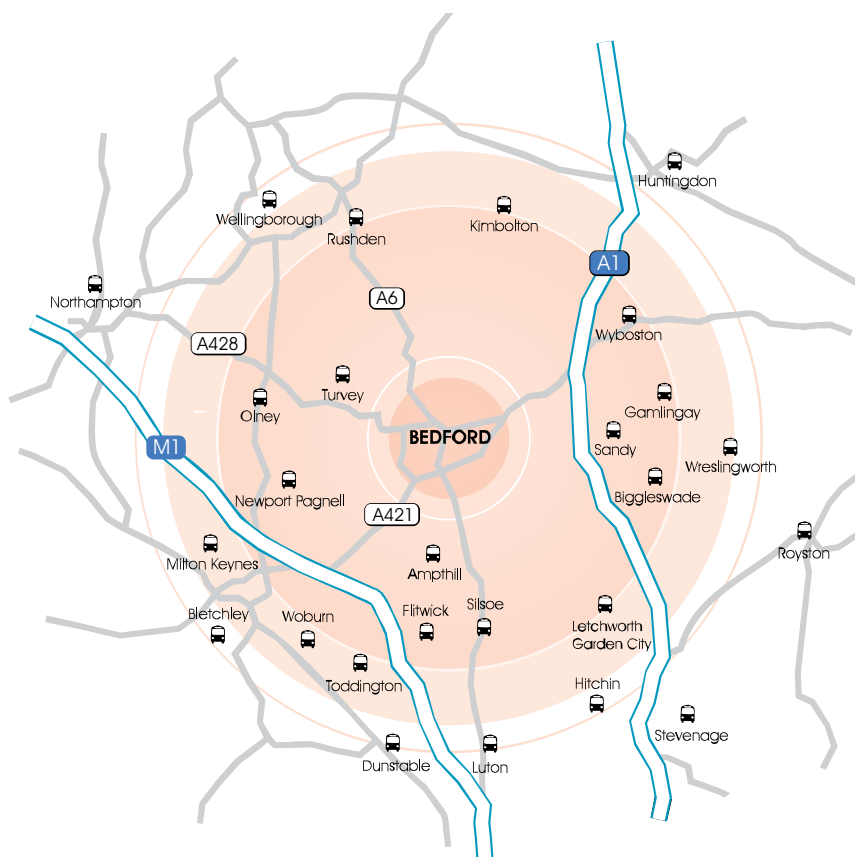 Huntingdon
Wellingborough
Kimbolton
Rushden
A1
Northampton
A6
Wyboston
A428
Turvey
Olney
Gamlingay
BEDFORD
Sandy
M1
Wreslingworth
Newport Pagnell
Biggleswade
A421
Royston
Milton Keynes
Ampthill
Bletchley
Woburn
Flitwick
Silsoe
Letchworth
Garden City
Toddington
Hitchin
Stevenage
Dunstable
Luton